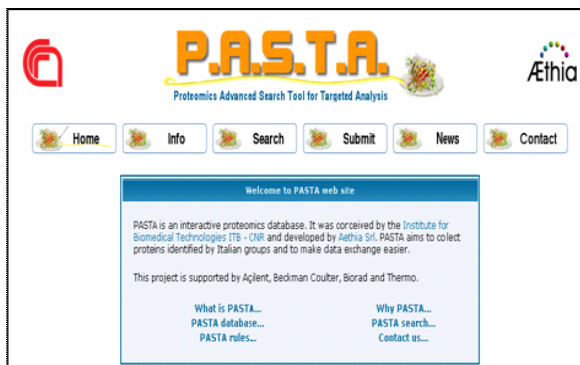 P.A.S.T.A.
Æthia
Proteomics Advanced Search Tool for Targeted Analysis
Home Info Search Submit News Contact
Welcome to PASTA web site
PASTA is an interactive proteomics database. It was conceived by the Institute for
Biomedical Technologies ITB - CNR and developed by Aethia Srl. PASTA aims to collect
proteins identified by Italian groups and to make data exchange easier.
This project is supported by Agilent, Beckman Coulter, Biorad and Thermo.
What is PASTA... Why PASTA...
PASTA database... PASTA search...
PASTA rules... Contact us...